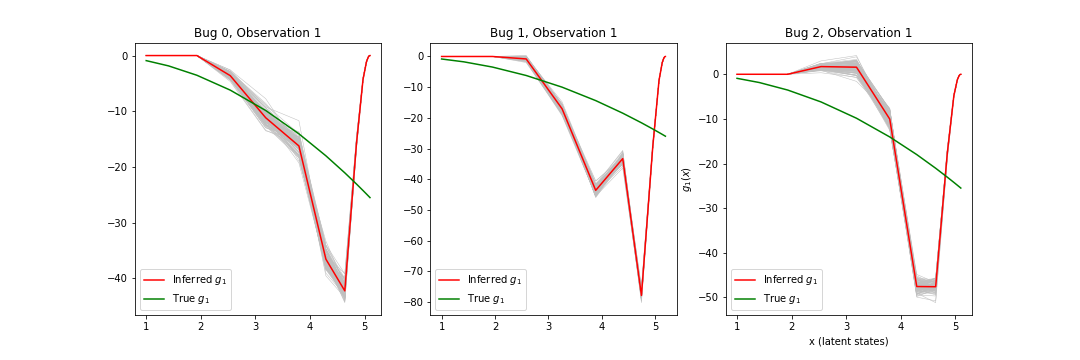 Bug 0, Observation 1
0
−10
−20
−30
−40
1 2 3 4 5
Inferred g₁
True g₁
Bug 1, Observation 1
0
−10
−20
−30
−40
−50
−60
−70
−80
1 2 3 4 5
Inferred g₁
True g₁
Bug 2, Observation 1
g₁(x)
0
−10
−20
−30
−40
−50
1 2 3 4 5
x (latent states)
Inferred g₁
True g₁